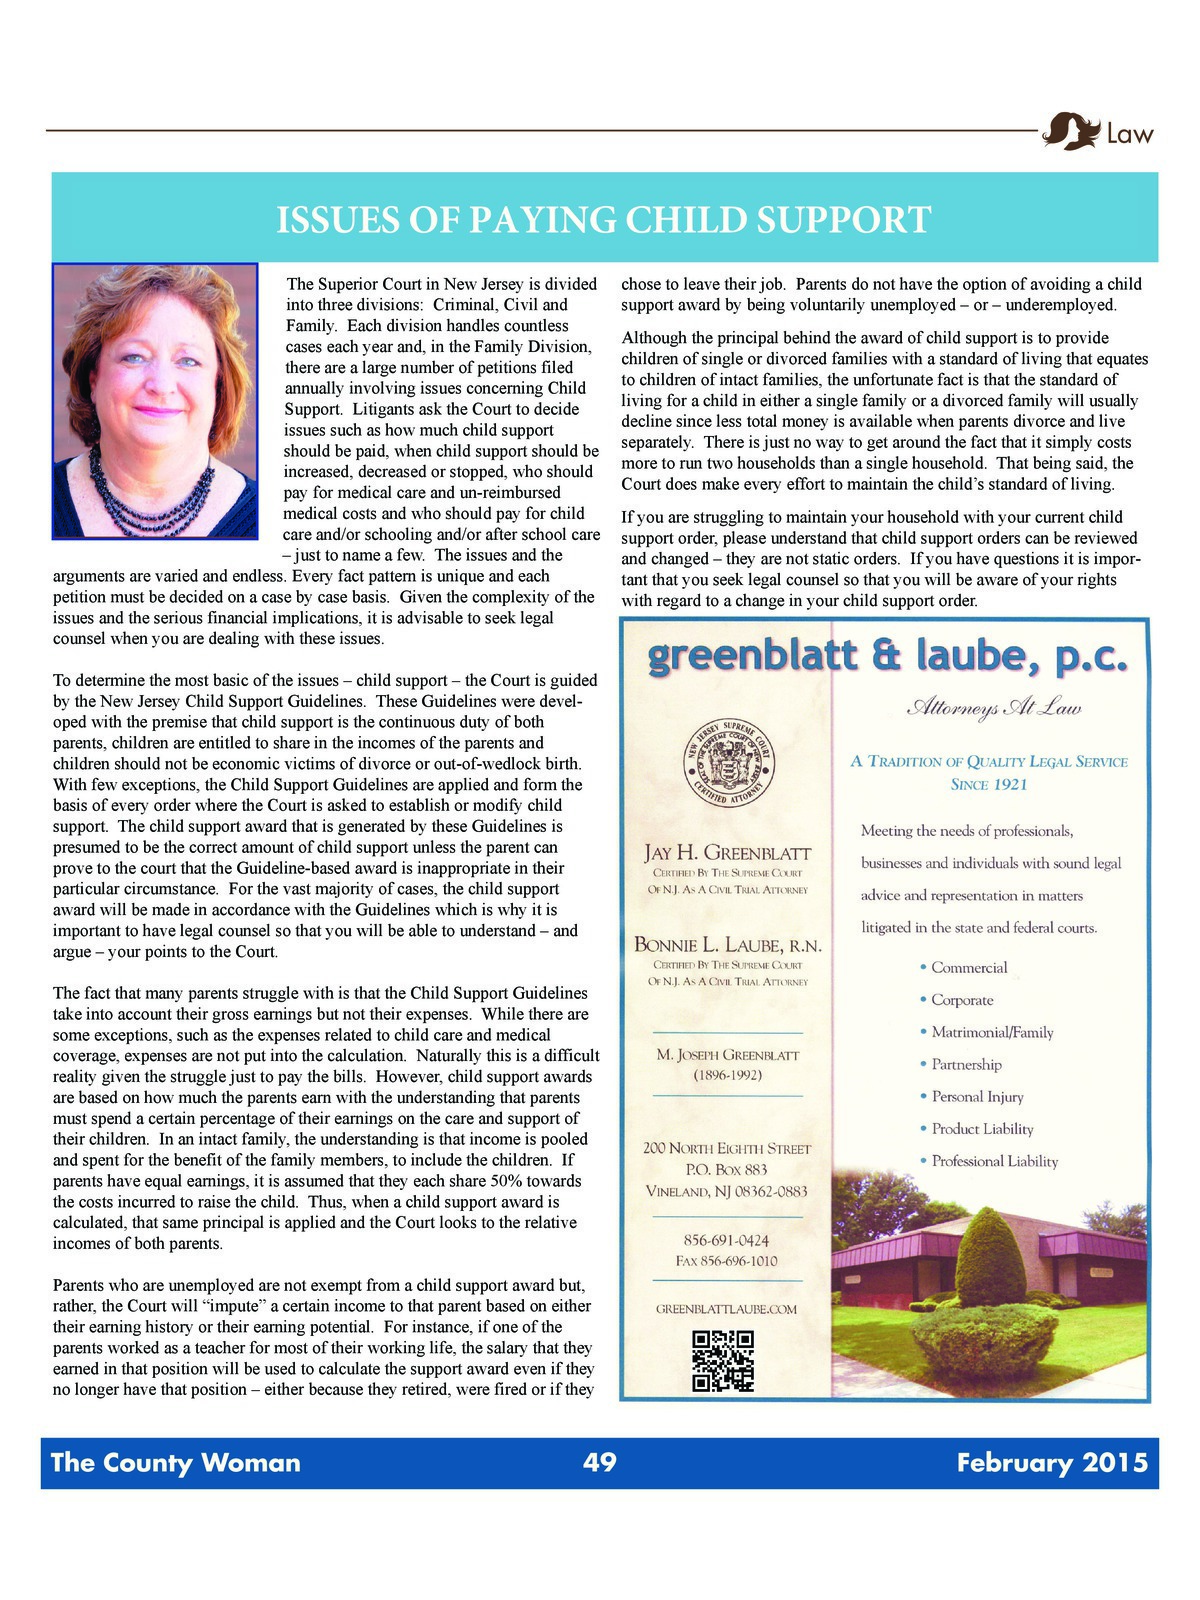 Law
ISSUES OF PAYING CHILD SUPPORT
The Superior Court in New Jersey is divided
into three divisions:  Criminal, Civil and
Family.  Each division handles countless
cases each year and, in the Family Division,
there are a large number of petitions filed
annually involving issues concerning Child
Support.  Litigants ask the Court to decide
issues such as how much child support
should be paid, when child support should be
increased, decreased or stopped, who should
pay for medical care and un-reimbursed
medical costs and who should pay for child
care and/or schooling and/or after school care
– just to name a few.  The issues and the
arguments are varied and endless. Every fact pattern is unique and each
petition must be decided on a case by case basis.  Given the complexity of the
issues and the serious financial implications, it is advisable to seek legal
counsel when you are dealing with these issues.
To determine the most basic of the issues – child support – the Court is guided
by the New Jersey Child Support Guidelines.  These Guidelines were devel-
oped with the premise that child support is the continuous duty of both
parents, children are entitled to share in the incomes of the parents and
children should not be economic victims of divorce or out-of-wedlock birth.
With few exceptions, the Child Support Guidelines are applied and form the
basis of every order where the Court is asked to establish or modify child
support.  The child support award that is generated by these Guidelines is
presumed to be the correct amount of child support unless the parent can
prove to the court that the Guideline-based award is inappropriate in their
particular circumstance.  For the vast majority of cases, the child support
award will be made in accordance with the Guidelines which is why it is
important to have legal counsel so that you will be able to understand – and
argue – your points to the Court.
The fact that many parents struggle with is that the Child Support Guidelines
take into account their gross earnings but not their expenses.  While there are
some exceptions, such as the expenses related to child care and medical
coverage, expenses are not put into the calculation.  Naturally this is a difficult
reality given the struggle just to pay the bills.  However, child support awards
are based on how much the parents earn with the understanding that parents
must spend a certain percentage of their earnings on the care and support of
their children.  In an intact family, the understanding is that income is pooled
and spent for the benefit of the family members, to include the children.  If
parents have equal earnings, it is assumed that they each share 50% towards
the costs incurred to raise the child.  Thus, when a child support award is
calculated, that same principal is applied and the Court looks to the relative
incomes of both parents.
Parents who are unemployed are not exempt from a child support award but,
rather, the Court will “impute” a certain income to that parent based on either
their earning history or their earning potential.  For instance, if one of the
parents worked as a teacher for most of their working life, the salary that they
earned in that position will be used to calculate the support award even if they
no longer have that position – either because they retired, were fired or if they
chose to leave their job.  Parents do not have the option of avoiding a child
support award by being voluntarily unemployed – or – underemployed.
Although the principal behind the award of child support is to provide
children of single or divorced families with a standard of living that equates
to children of intact families, the unfortunate fact is that the standard of
living for a child in either a single family or a divorced family will usually
decline since less total money is available when parents divorce and live
separately.  There is just no way to get around the fact that it simply costs
more to run two households than a single household.  That being said, the
Court does make every effort to maintain the child’s standard of living.
If you are struggling to maintain your household with your current child
support order, please understand that child support orders can be reviewed
and changed – they are not static orders.  If you have questions it is impor-
tant that you seek legal counsel so that you will be aware of your rights
with regard to a change in your child support order.
greenblatt & laube, p.c.
Attorneys At Law
A TRADITION OF QUALITY LEGAL SERVICE
SINCE 1921
NEW JERSEY SUPREME COURT
CERTIFIED ATTORNEY
JAY H. GREENBLATT
CERTIFIED BY THE SUPREME COURT
OF N.J. AS A CIVIL TRIAL ATTORNEY
BONNIE L. LAUBE, R.N.
CERTIFIED BY THE SUPREME COURT
OF N.J. AS A CIVIL TRIAL ATTORNEY
M. JOSEPH GREENBLATT
(1896-1992)
200 NORTH EIGHTH STREET
P.O. BOX 883
VINELAND, NJ 08362-0883
856-691-0424
FAX 856-696-1010
GREENBLATTLAUBE.COM
Meeting the needs of professionals,
businesses and individuals with sound legal
advice and representation in matters
litigated in the state and federal courts.
• Commercial
• Corporate
• Matrimonial/Family
• Partnership
• Personal Injury
• Product Liability
• Professional Liability
The County Woman 49 February 2015